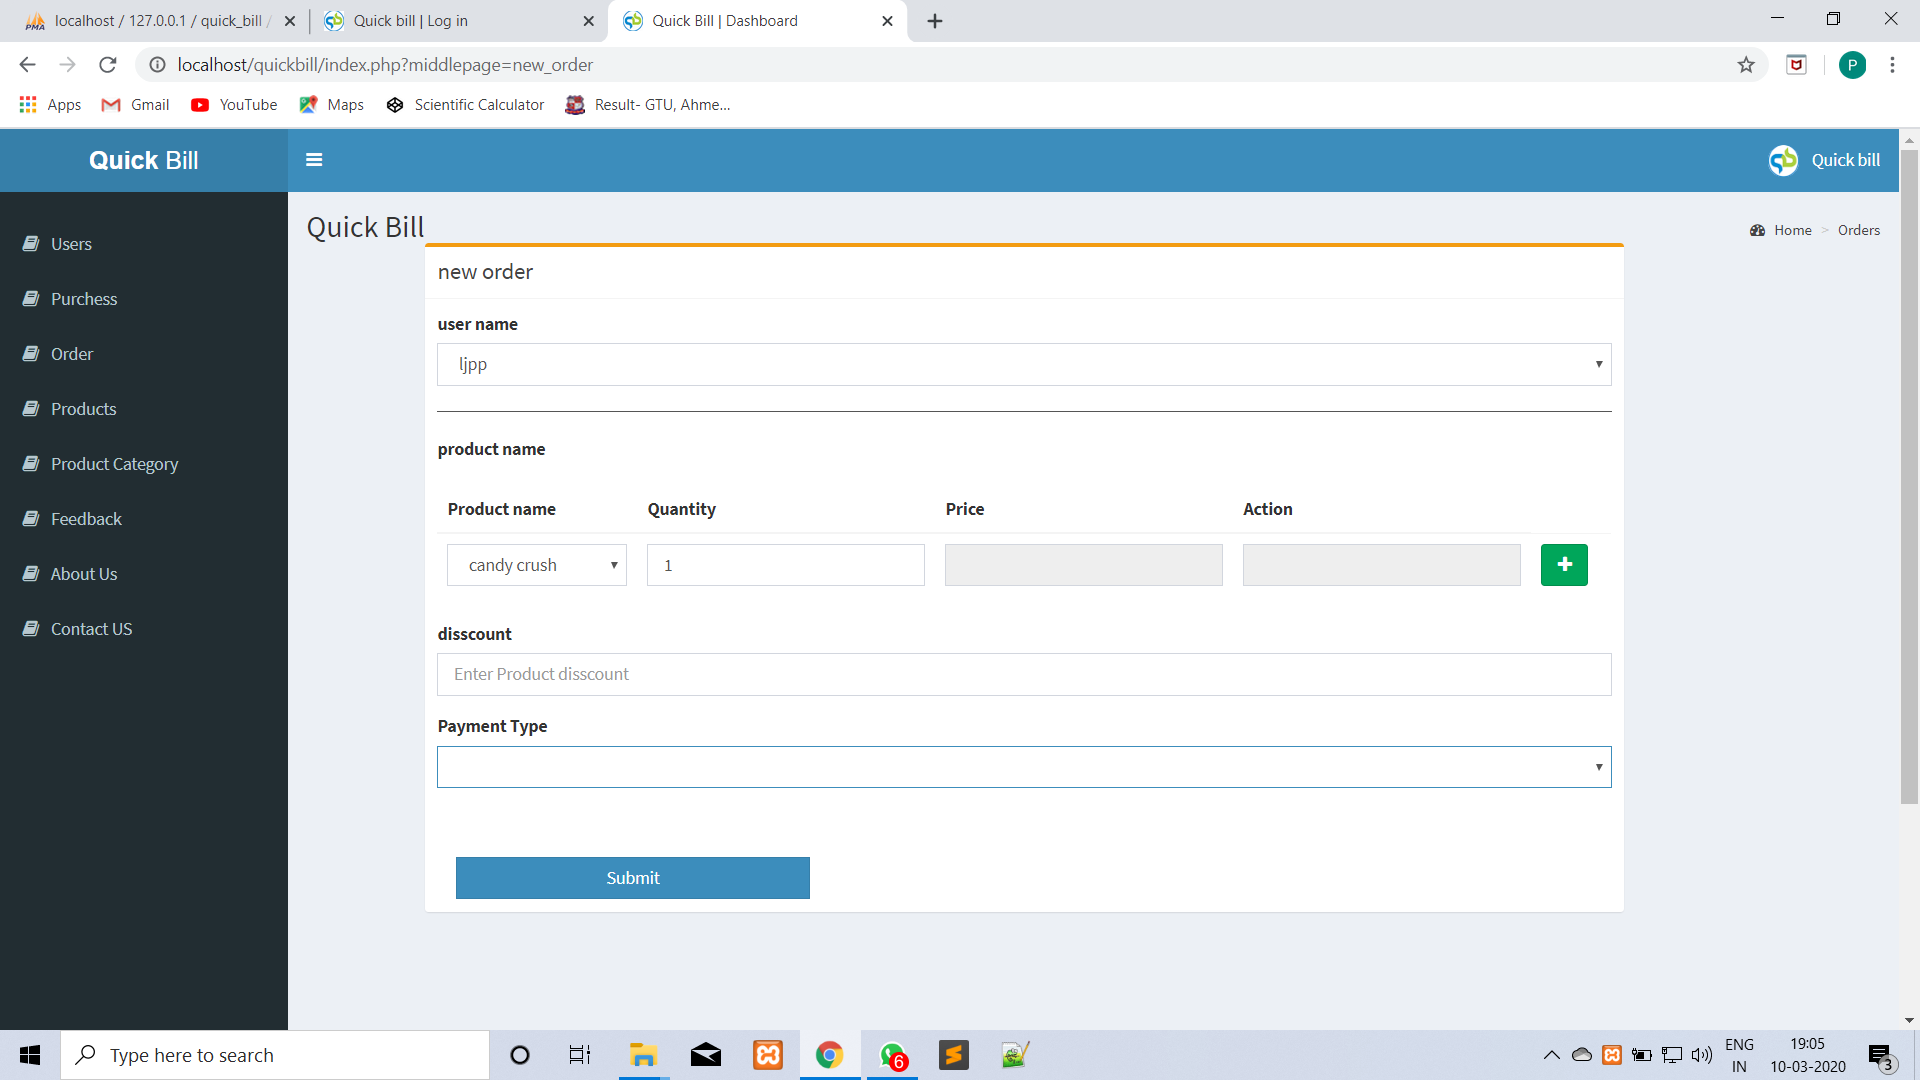 localhost / 127.0.0.1 / quick_bill /
Quick bill | Log in
Quick Bill | Dashboard
localhost/quickbill/index.php?middlepage=new_order
P
Apps
Gmail
YouTube
Maps
Scientific Calculator
Result- GTU, Ahme...
Quick Bill
Quick bill
Users
Purchess
Order
Products
Product Category
Feedback
About Us
Contact US
Quick Bill
Home > Orders
new order
user name
ljpp
product name
Product name Quantity Price Action
candy crush 1 +
disscount
Enter Product disscount
Payment Type
Submit
Type here to search
6
ENG
IN
19:05
10-03-2020
3